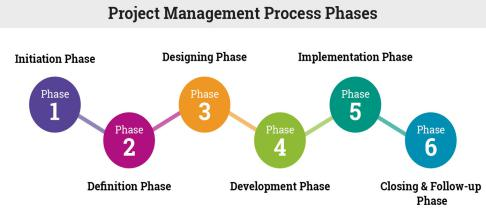 Project Management Process Phases
Initiation Phase
Phase
1
Phase
2
Definition Phase
Designing Phase
Phase
3
Phase
4
Development Phase
Implementation Phase
Phase
5
Phase
6
Closing & Follow-up
Phase